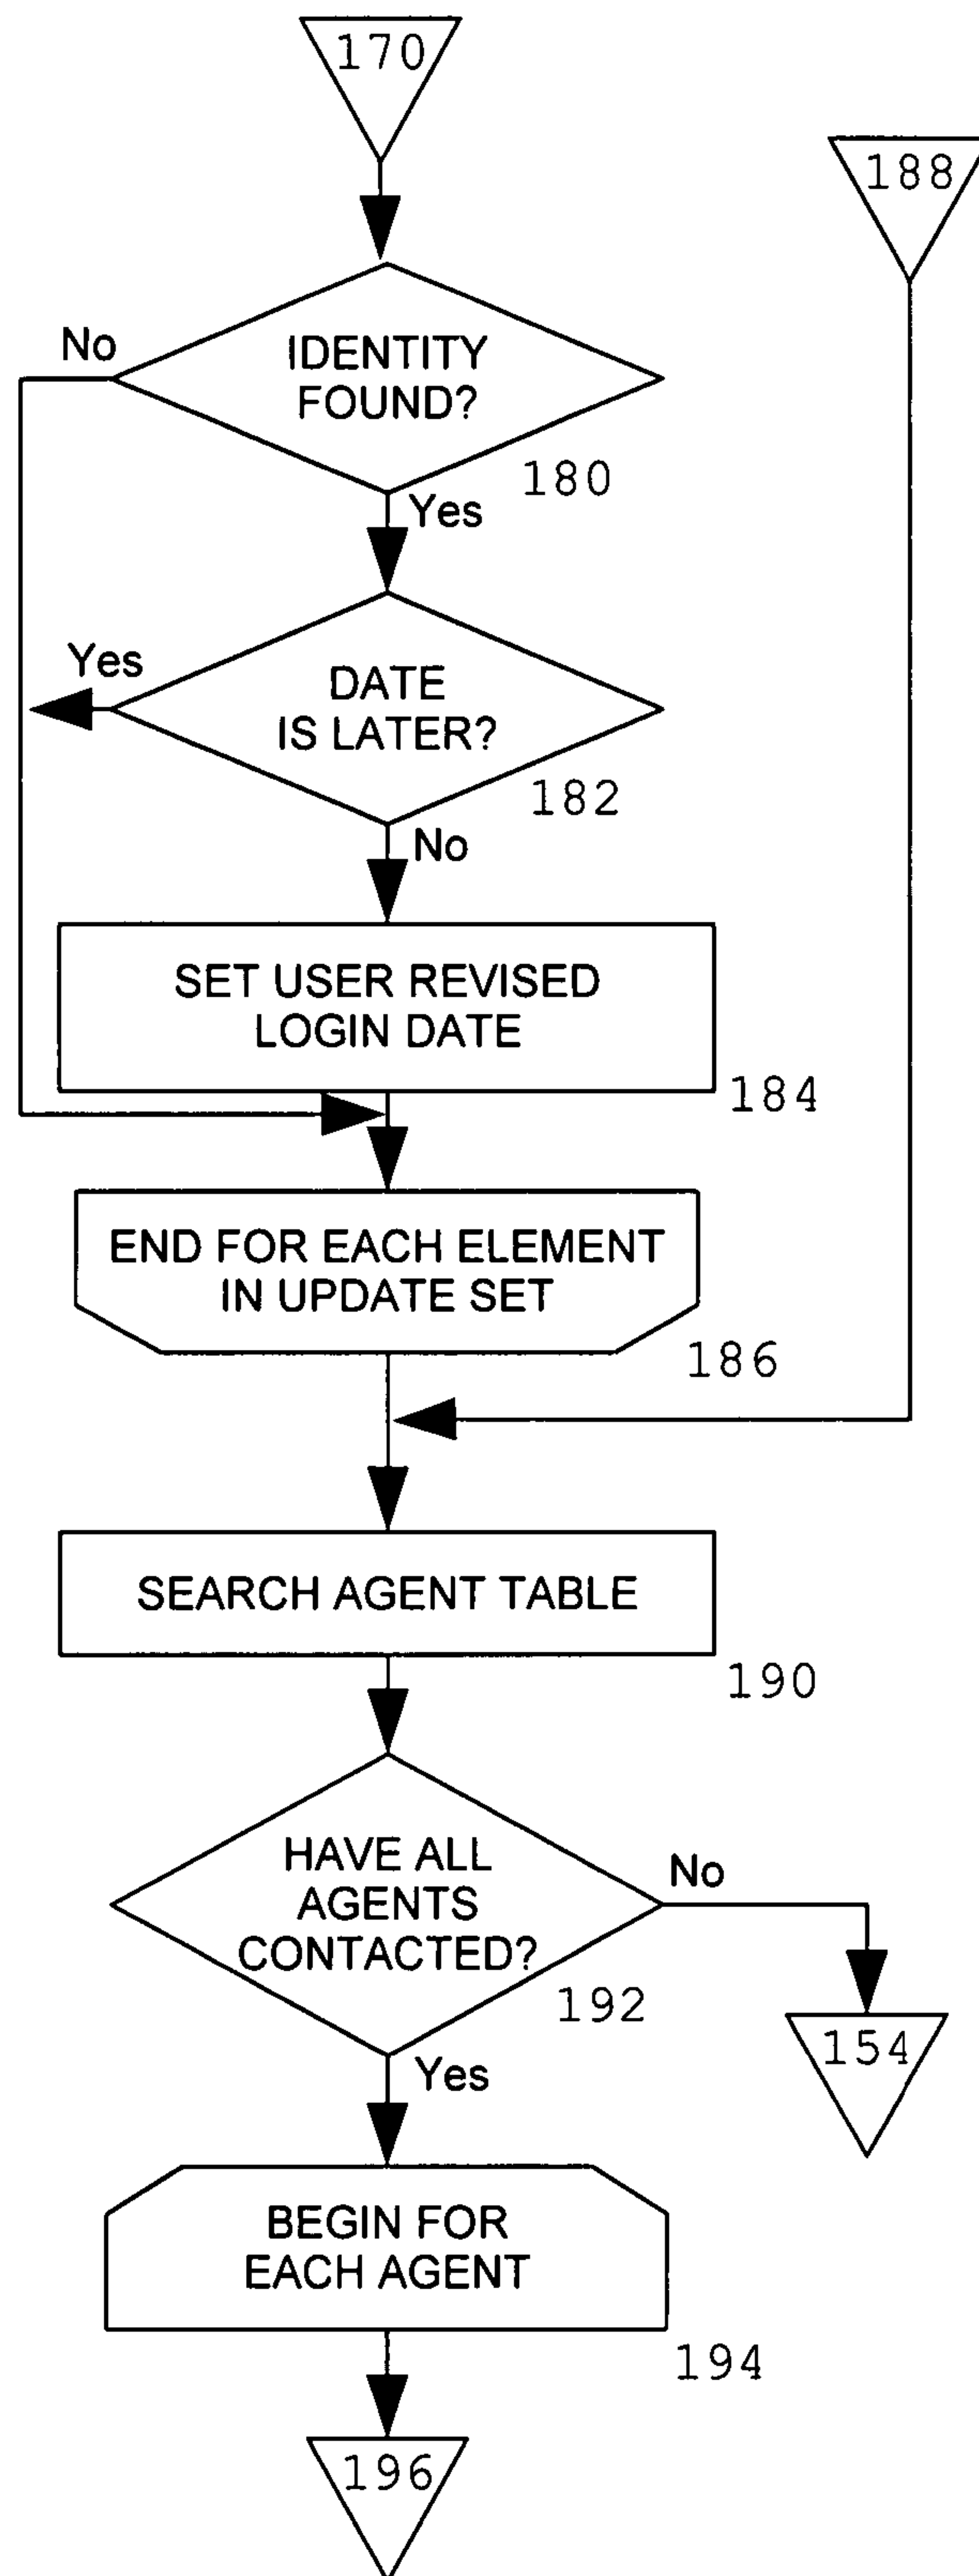 170
188
No
IDENTITY
FOUND?
180
Yes
Yes
DATE
IS LATER?
182
No
SET USER REVISED
LOGIN DATE
184
END FOR EACH ELEMENT
IN UPDATE SET
186
SEARCH AGENT TABLE
190
HAVE ALL
AGENTS
CONTACTED?
No
192
154
Yes
BEGIN FOR
EACH AGENT
194
196